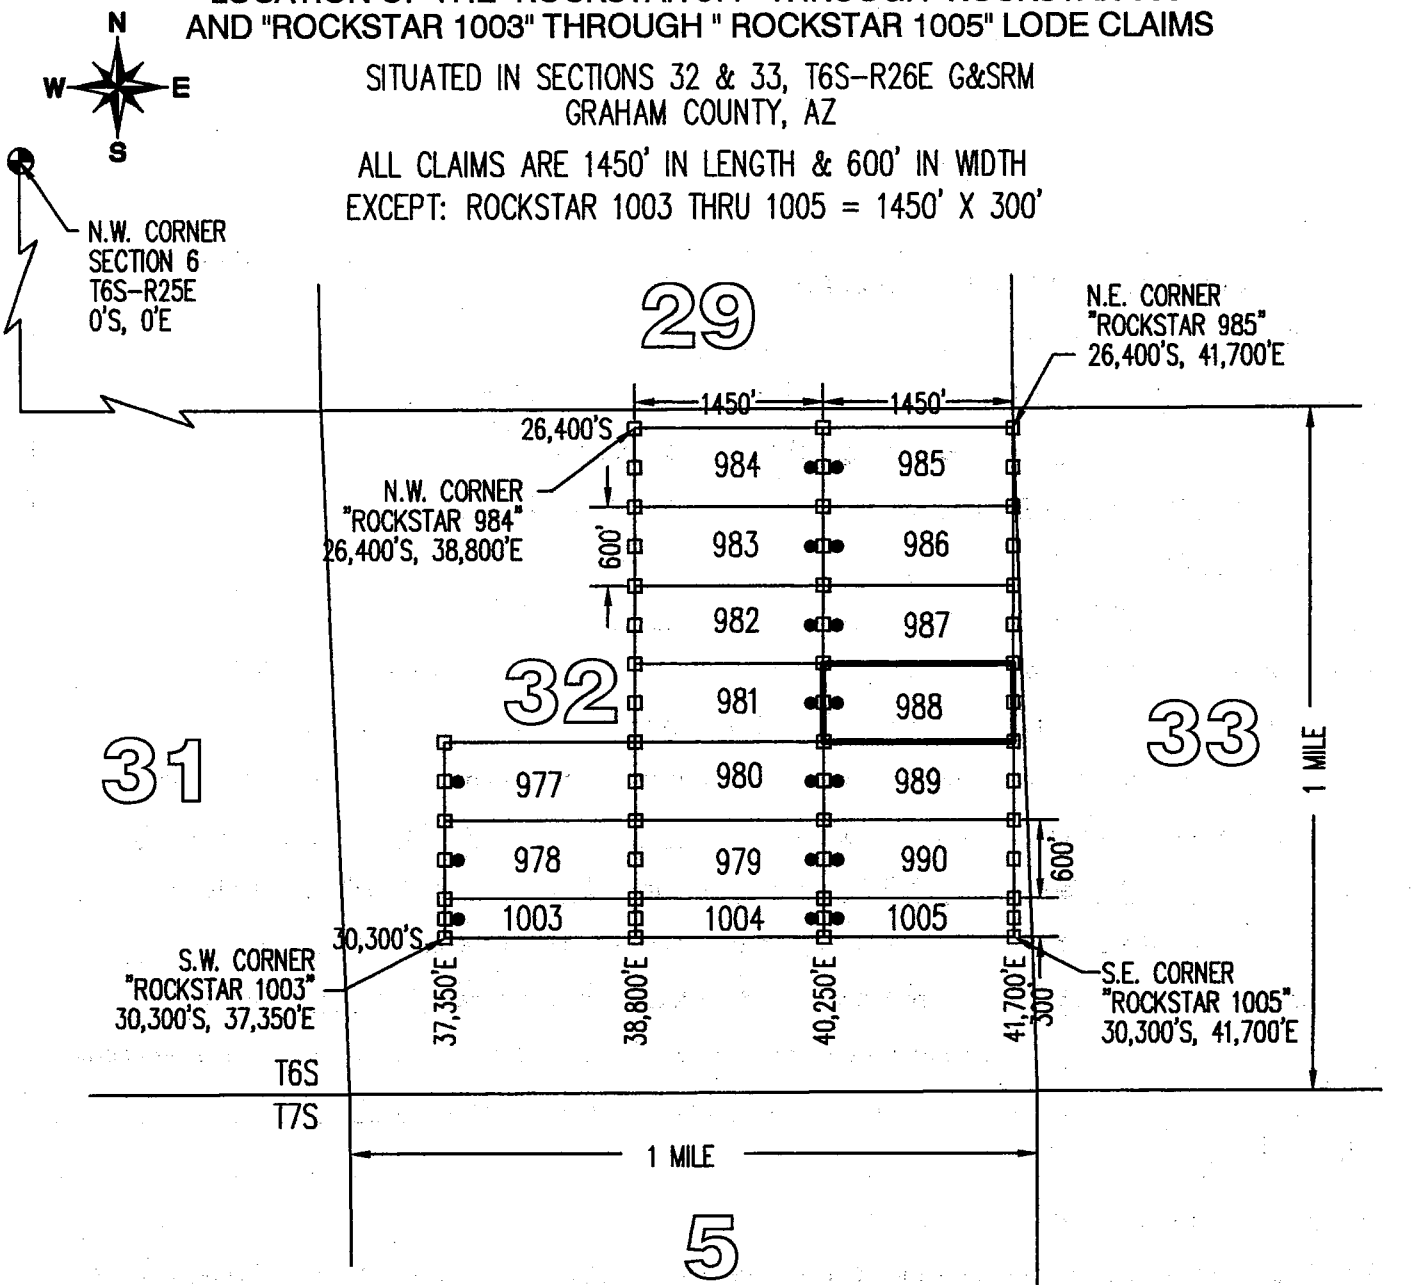 AND "ROCKSTAR 1003" THROUGH " ROCKSTAR 1005" LODE CLAIMS
N
W
E
S
SITUATED IN SECTIONS 32 & 33, T6S-R26E G&SRM
GRAHAM COUNTY, AZ
ALL CLAIMS ARE 1450' IN LENGTH & 600' IN WIDTH
EXCEPT: ROCKSTAR 1003 THRU 1005 = 1450' X 300'
N.W. CORNER
SECTION 6
T6S-R25E
0'S, 0'E
29
N.E. CORNER
"ROCKSTAR 985"
26,400'S, 41,700'E
1450'
1450'
26,400'S
984
985
N.W. CORNER
"ROCKSTAR 984"
26,400'S, 38,800'E
600'
983
986
982
987
32
981
988
31
33
1 MILE
977
980
989
978
979
990
600'
1003
1004
1005
30,300'S
S.W. CORNER
"ROCKSTAR 1003"
30,300'S, 37,350'E
37,350'E
38,800'E
40,250'E
41,700'E
300'
S.E. CORNER
"ROCKSTAR 1005"
30,300'S, 41,700'E
T6S
T7S
1 MILE
5